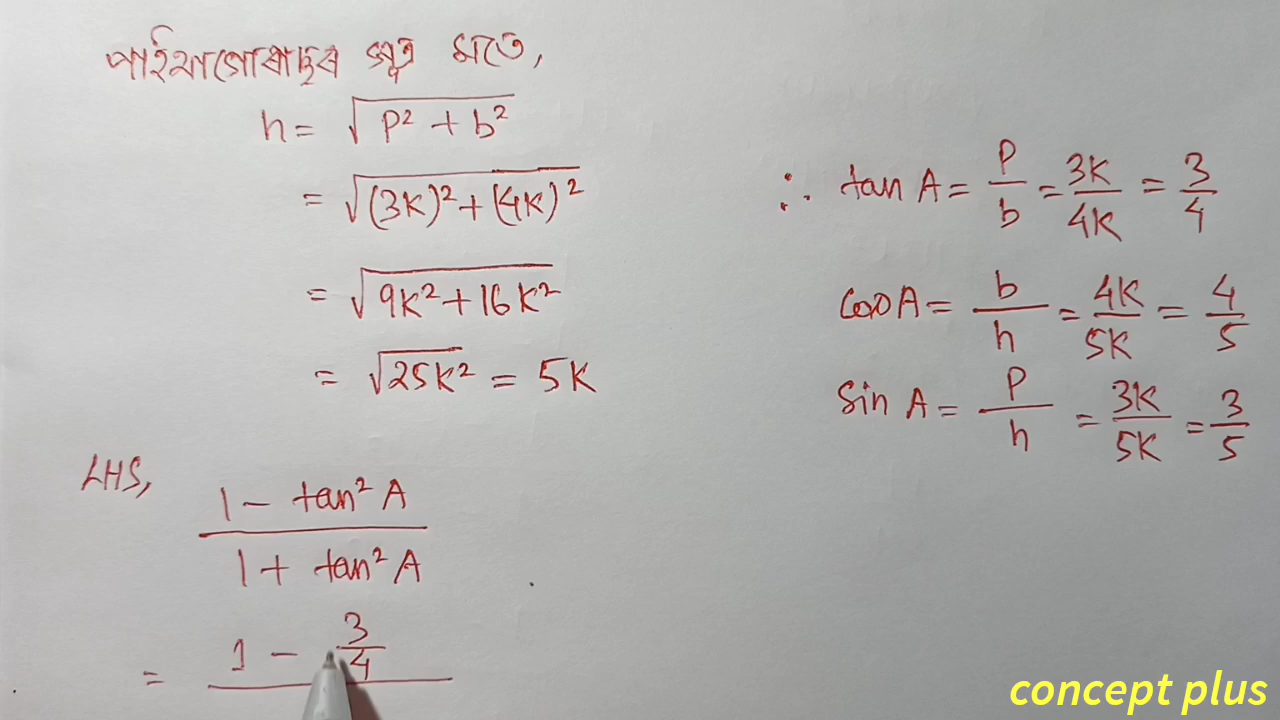 পাইথাগোৰাছৰ সূত্ৰ মতে,
h = √(p² + b²)
= √((3K)² + (4K)²)
= √(9K² + 16K²)
= √(25K²) = 5K
∴ tan A = p/b = 3K/4K = 3/4
cos A = b/h = 4K/5K = 4/5
Sin A = p/h = 3K/5K = 3/5
LHS,
1 - tan² A
1 + tan² A
= 1 - 3/4
concept plus